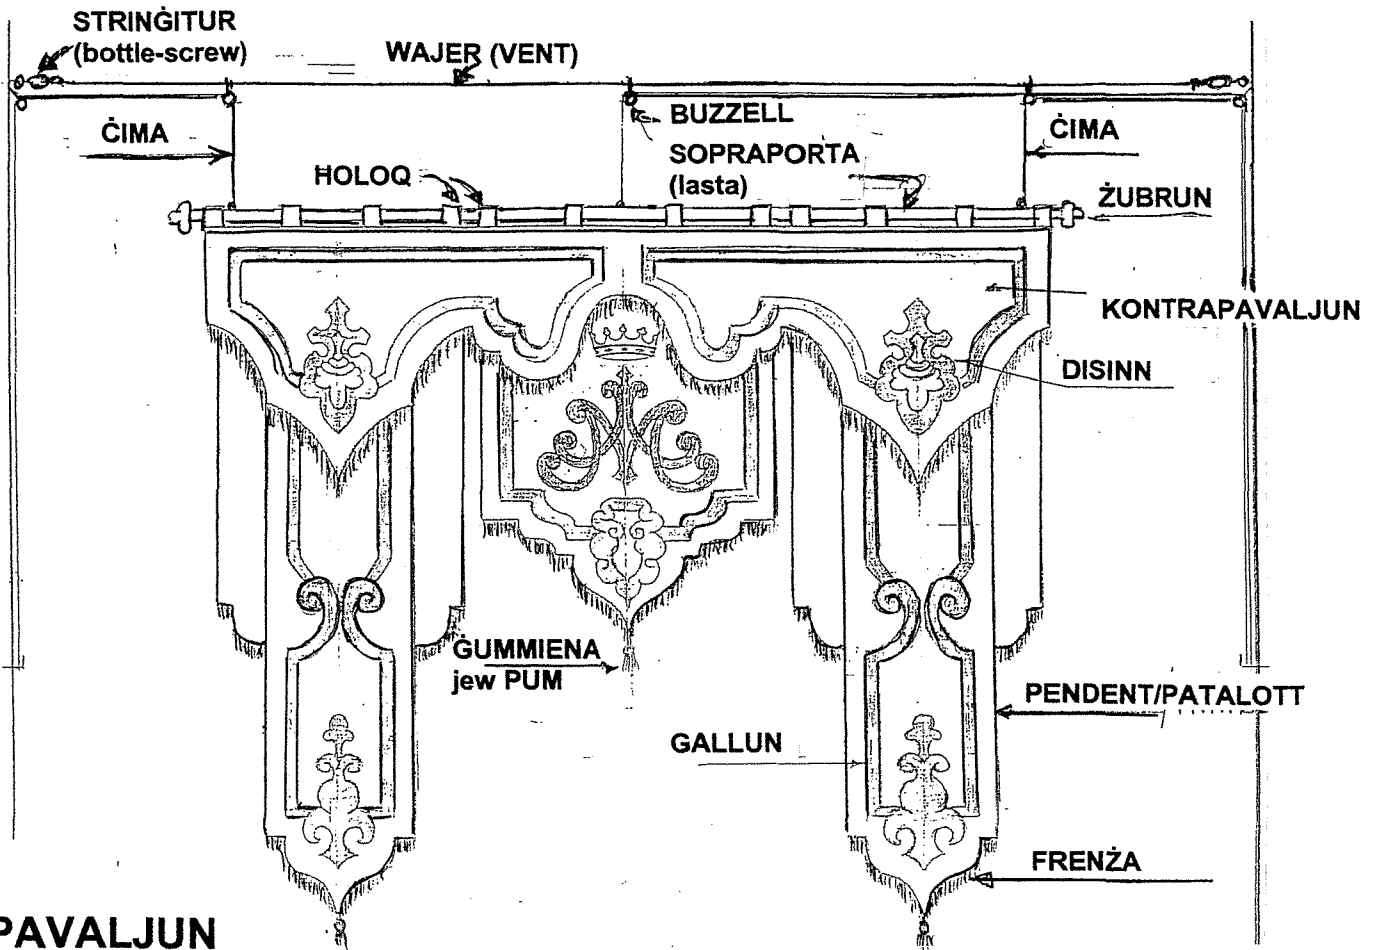 STRINĠITUR
(bottle-screw)
WAJER (VENT)
BUZZELL
ĊIMA
ĊIMA
SOPRAPORTA
(lasta)
ĦOLOQ
ŻUBRUN
KONTRAPAVALJUN
DISINN
ĠUMMIENA
jew PUM
PENDENT/PATALOTT
GALLUN
FRENŻA
PAVALJUN